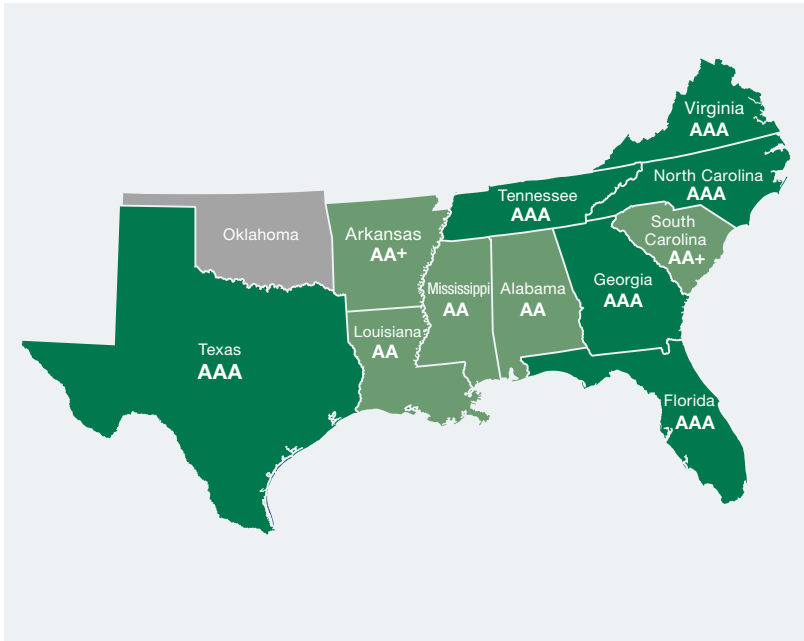 Virginia
AAA
North Carolina
AAA
Tennessee
AAA
South
Carolina
AA+
Oklahoma
Arkansas
AA+
Mississippi
AA
Alabama
AA
Georgia
AAA
Louisiana
AA
Texas
AAA
Florida
AAA